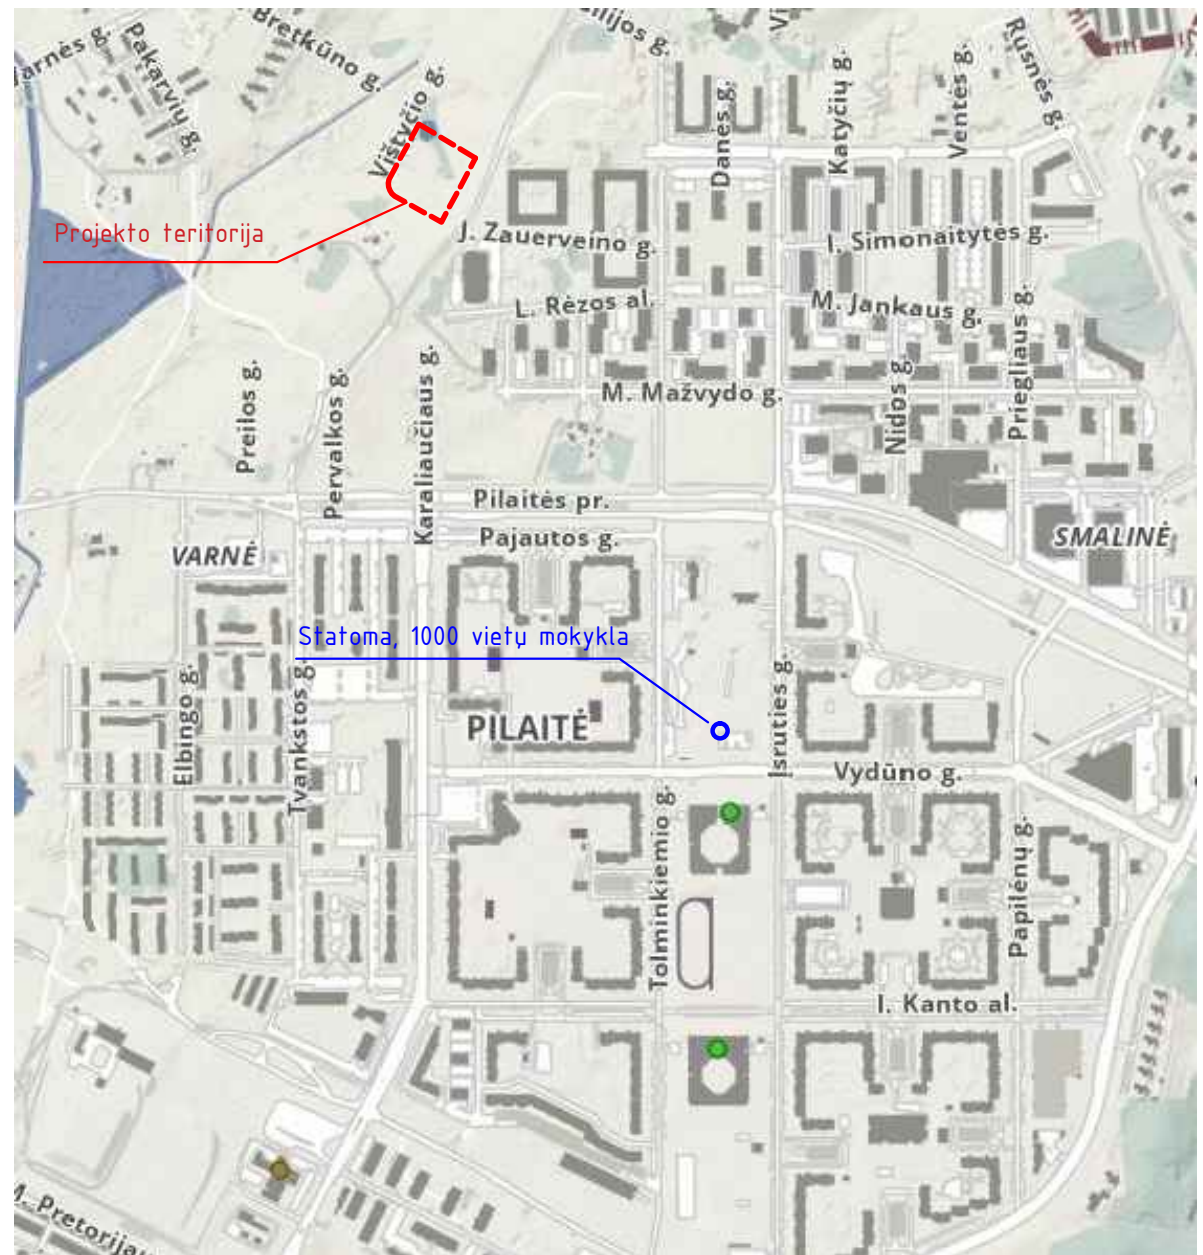 Bretkūno g.
Pakarvių g.
Vištyčio g.
Danės g.
Katyčių g.
Ventės g.
Rusnės g.
Projekto teritorija
J. Zauerveino g.
I. Simonaitytės g.
L. Rėzos al.
M. Jankaus g.
M. Mažvydo g.
Preilos g.
Pervalkos g.
Karaliaučiaus g.
Nidos g.
Priegliaus g.
Pilaitės pr.
Pajautos g.
VARNĖ
SMALINĖ
Statoma, 1000 vietų mokykla
Elbingo g.
Tvankstos g.
PILAITĖ
Įsruties g.
Vydūno g.
Tolminkiemio g.
Papilėnų g.
I. Kanto al.